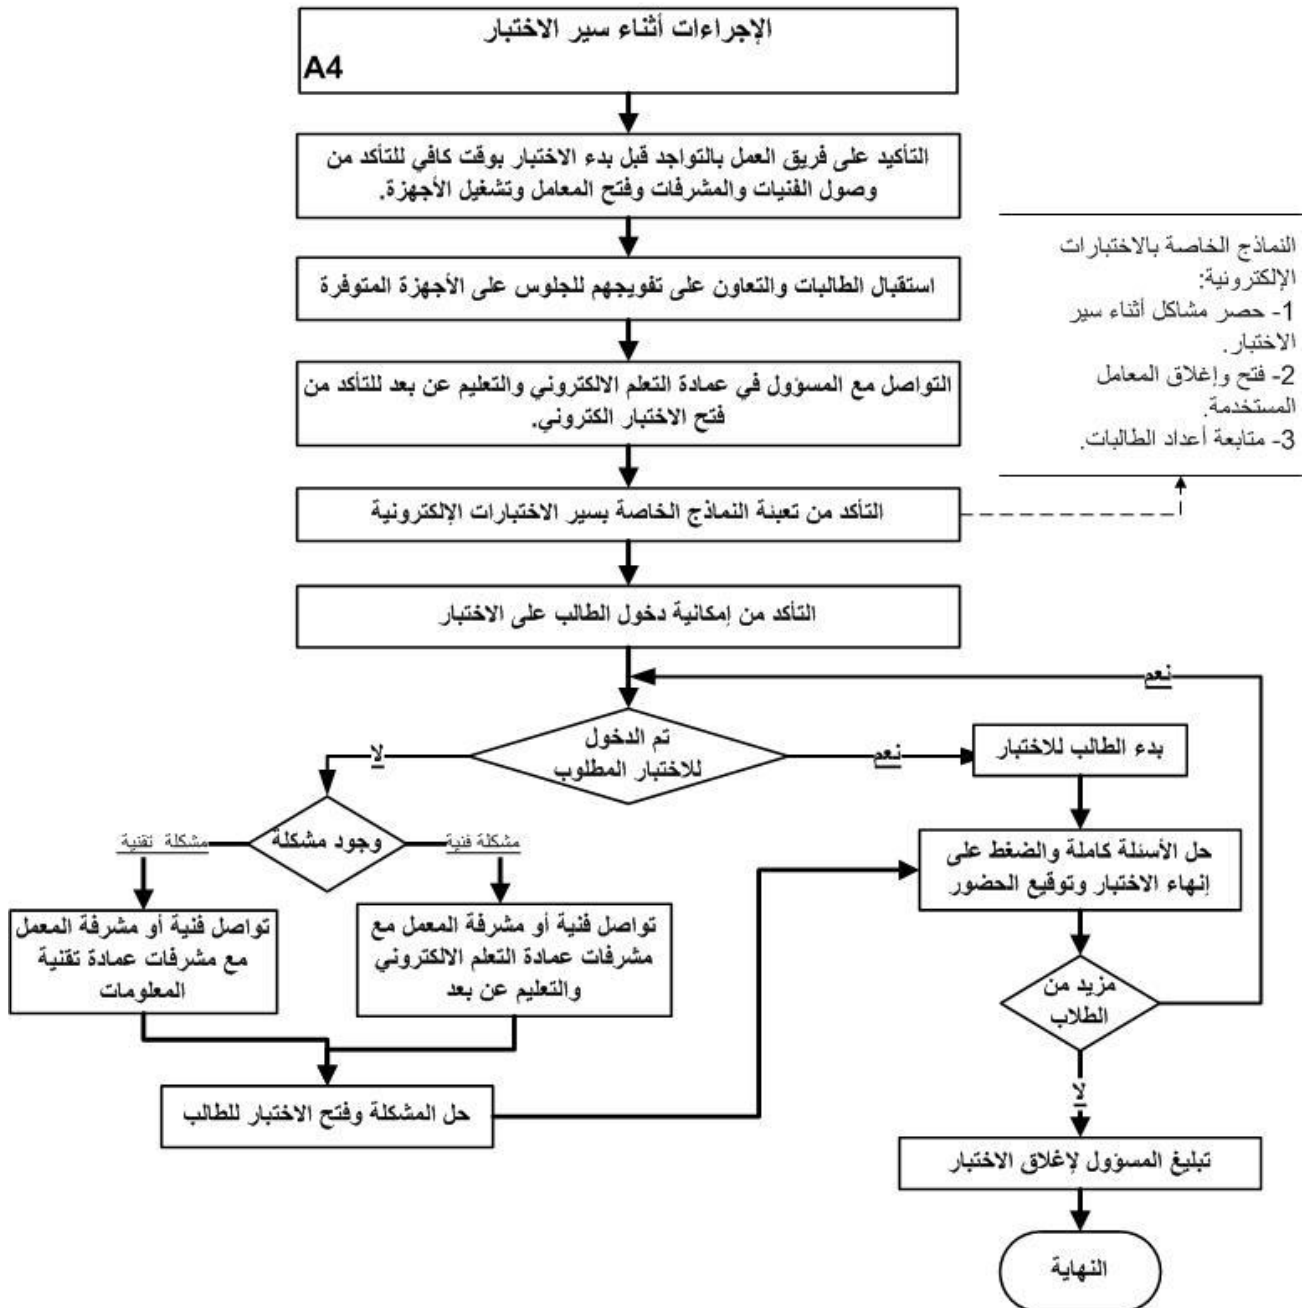 الإجراءات أثناء سير الاختبار
A4
التأكيد على فريق العمل بالتواجد قبل بدء الاختبار بوقت كافي للتأكد من
وصول الفنيات والمشرفات وفتح المعامل وتشغيل الأجهزة.
استقبال الطالبات والتعاون على تفويجهم للجلوس على الأجهزة المتوفرة
التواصل مع المسؤول في عمادة التعلم الالكتروني والتعليم عن بعد للتأكد من
فتح الاختبار الكتروني.
التأكد من تعبئة النماذج الخاصة بسير الاختبارات الإلكترونية
النماذج الخاصة بالاختبارات
الإلكترونية:
1- حصر مشاكل أثناء سير
الاختبار.
2- فتح وإغلاق المعامل
المستخدمة.
3- متابعة أعداد الطالبات.
التأكد من إمكانية دخول الطالب على الاختبار
نعم
تم الدخول
للاختبار المطلوب
نعم
لا
بدء الطالب للاختبار
وجود مشكلة
مشكلة فنية
مشكلة تقنية
حل الأسئلة كاملة والضغط على
إنهاء الاختبار وتوقيع الحضور
تواصل فنية أو مشرفة المعمل مع
مشرفات عمادة التعلم الالكتروني
والتعليم عن بعد
تواصل فنية أو مشرفة المعمل
مع مشرفات عمادة تقنية
المعلومات
مزيد من
الطلاب
لا
حل المشكلة وفتح الاختبار للطالب
تبليغ المسؤول لإغلاق الاختبار
النهاية